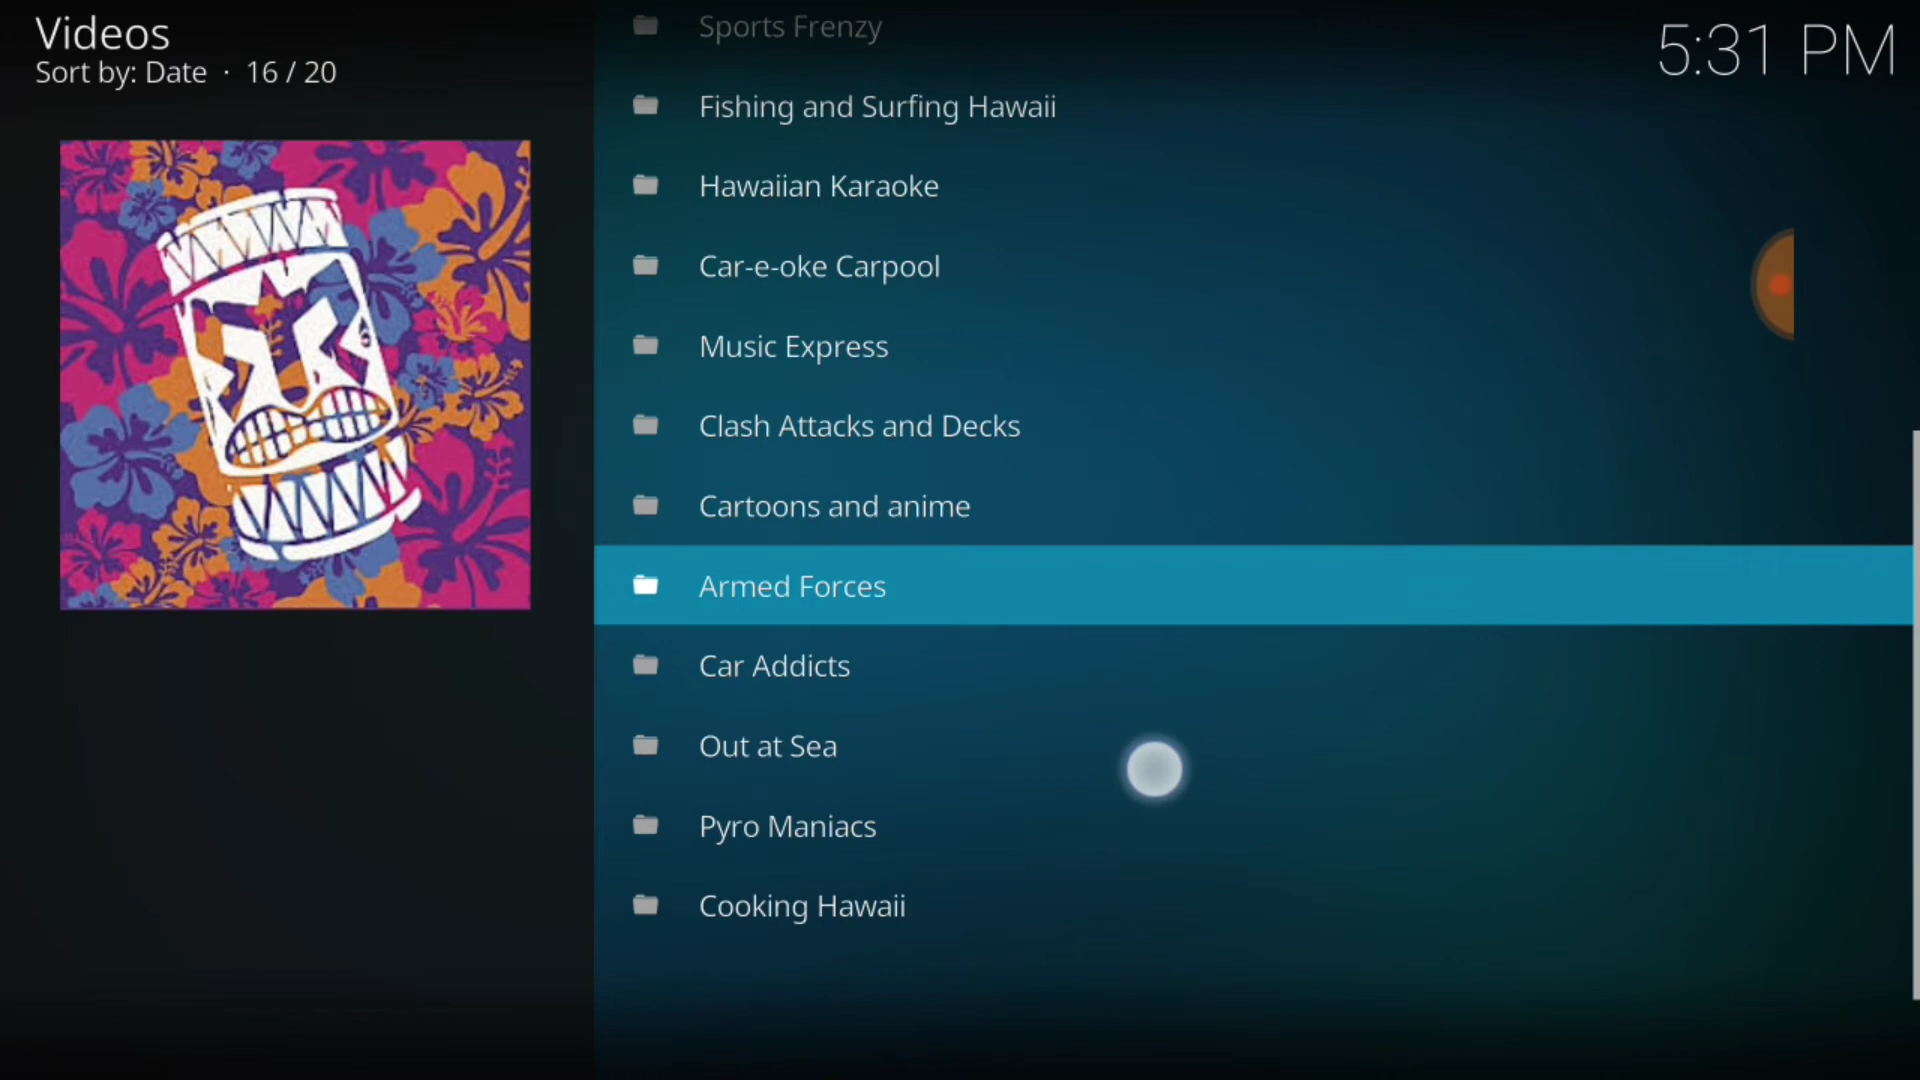 Videos
Sort by: Date · 16 / 20
5:31 PM
Sports Frenzy
Fishing and Surfing Hawaii
Hawaiian Karaoke
Car-e-oke Carpool
Music Express
Clash Attacks and Decks
Cartoons and anime
Armed Forces
Car Addicts
Out at Sea
Pyro Maniacs
Cooking Hawaii